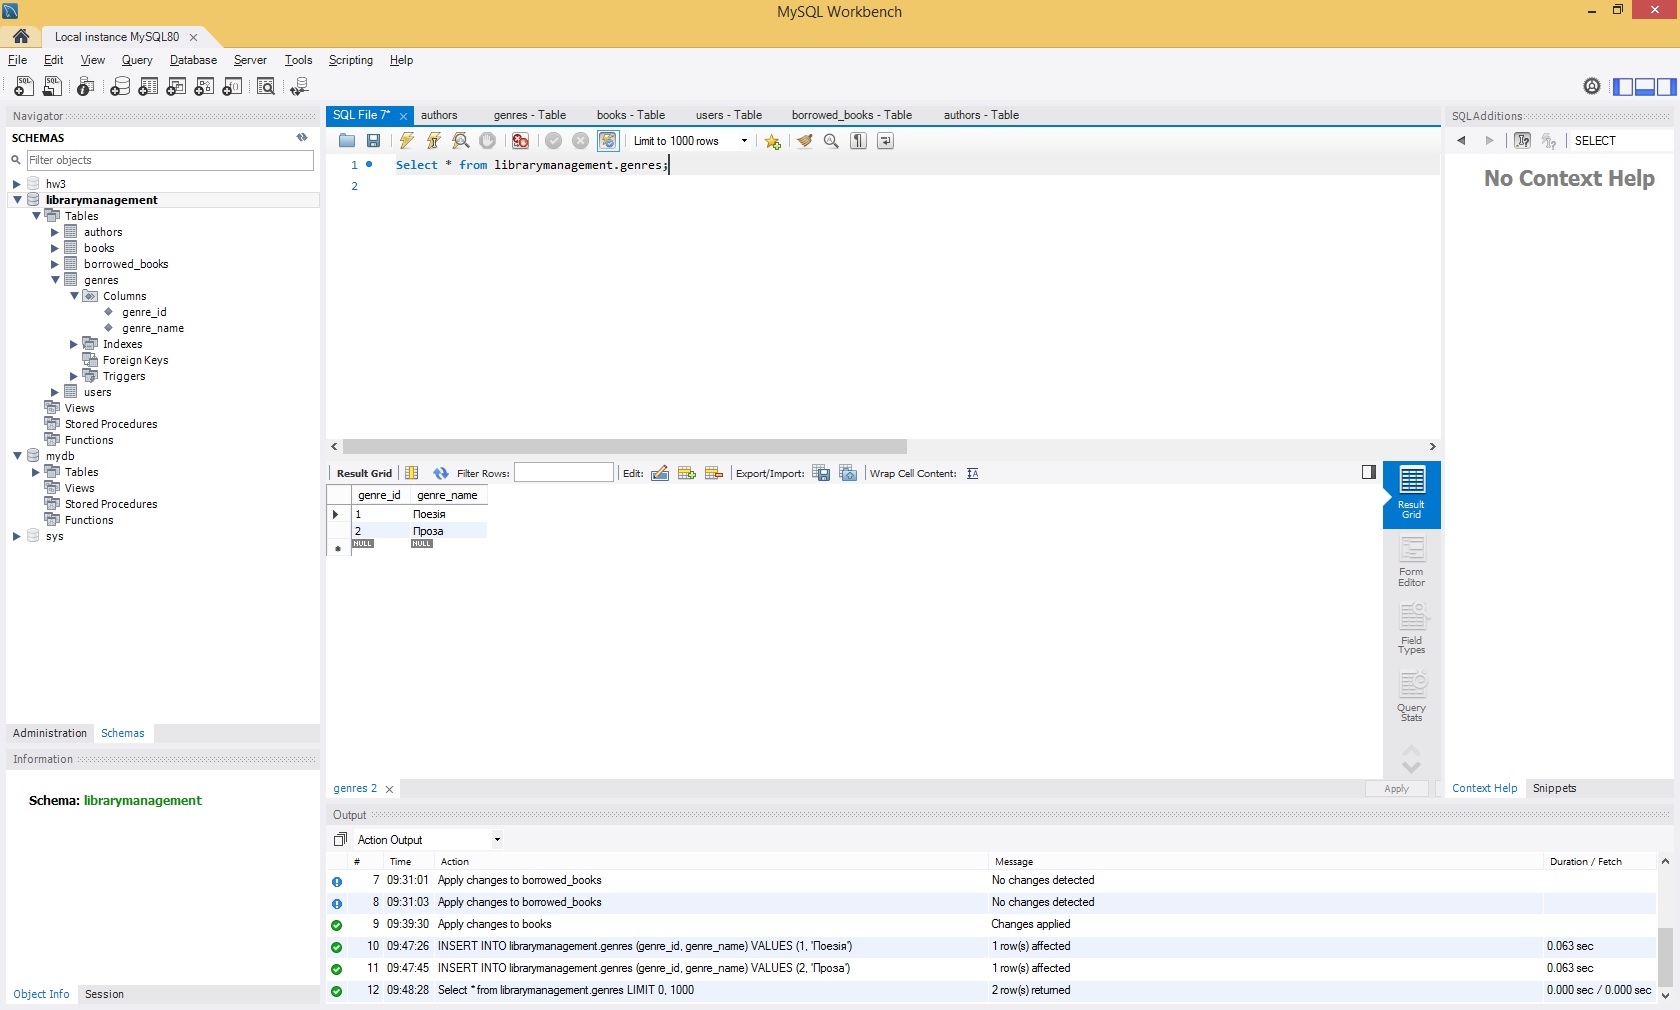 MySQL Workbench
Local instance MySQL80
File Edit View Query Database Server Tools Scripting Help
Navigator
SCHEMAS
Filter objects
hw3
librarymanagement
Tables
authors
books
borrowed_books
genres
Columns
genre_id
genre_name
Indexes
Foreign Keys
Triggers
users
Views
Stored Procedures
Functions
mydb
Tables
Views
Stored Procedures
Functions
sys
Administration Schemas
Information
Schema: librarymanagement
Object Info Session
SQL File 7* authors genres - Table books - Table users - Table borrowed_books - Table authors - Table
Limit to 1000 rows
1 Select * from librarymanagement.genres;
2
Result Grid Filter Rows: Edit: Export/Import: Wrap Cell Content:
genre_id genre_name
1 Поезія
2 Проза
NULL NULL
Result Grid
Form Editor
Field Types
Query Stats
genres 2 Apply
SQLAdditions
SELECT
No Context Help
Context Help Snippets
Output
Action Output
# Time Action Message Duration / Fetch
7 09:31:01 Apply changes to borrowed_books No changes detected
8 09:31:03 Apply changes to borrowed_books No changes detected
9 09:39:30 Apply changes to books Changes applied
10 09:47:26 INSERT INTO librarymanagement.genres (genre_id, genre_name) VALUES (1, 'Поезія') 1 row(s) affected 0.063 sec
11 09:47:45 INSERT INTO librarymanagement.genres (genre_id, genre_name) VALUES (2, 'Проза') 1 row(s) affected 0.063 sec
12 09:48:28 Select * from librarymanagement.genres LIMIT 0, 1000 2 row(s) returned 0.000 sec / 0.000 sec